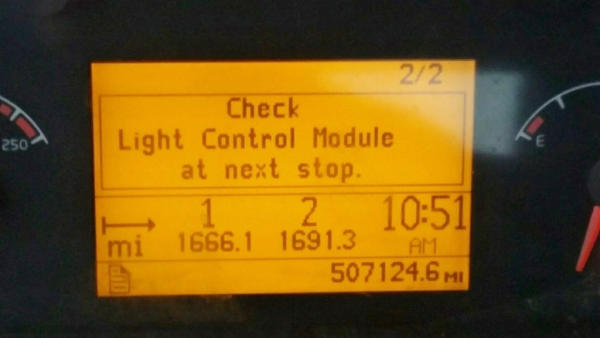 2/2
Check
Light Control Module
at next stop.
1 2 10:51
mi 1666.1 1691.3 AM
507124.6 MI
250
E